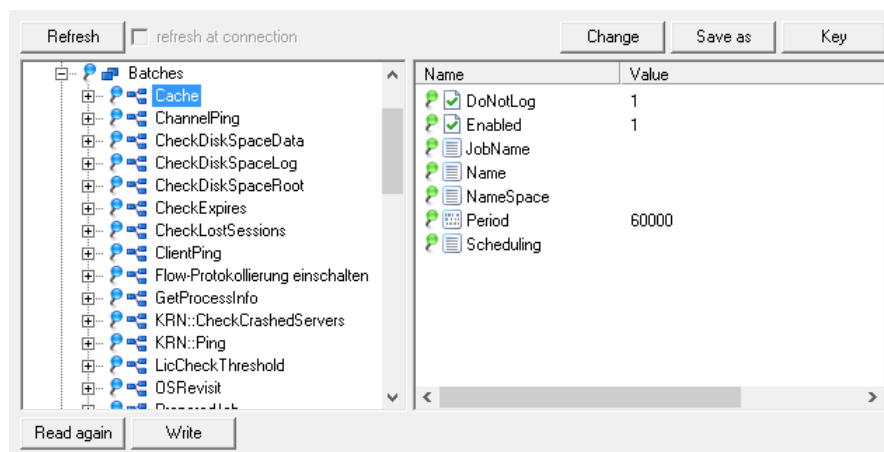 Refresh
refresh at connection
Change
Save as
Key
Batches
Cache
ChannelPing
CheckDiskSpaceData
CheckDiskSpaceLog
CheckDiskSpaceRoot
CheckExpires
CheckLostSessions
ClientPing
Flow-Protokollierung einschalten
GetProcessInfo
KRN::CheckCrashedServers
KRN::Ping
LicCheckThreshold
OSRevisit
Name Value
DoNotLog 1
Enabled 1
JobName
Name
NameSpace
Period 60000
Scheduling
Read again
Write